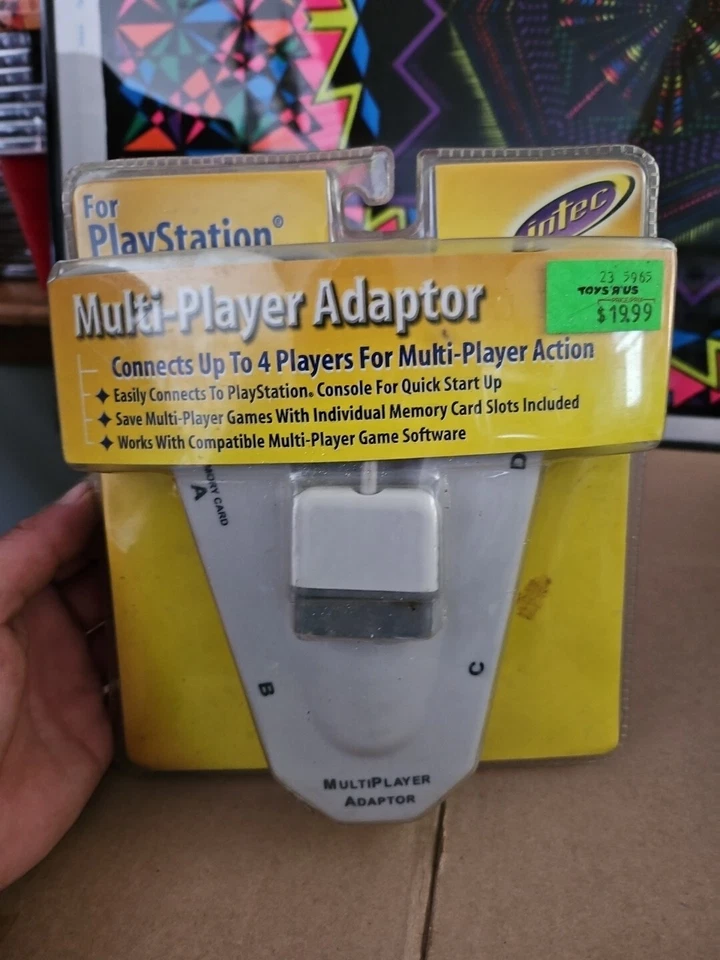 For
PlayStation®
intec
Multi-Player Adaptor
23 5965
TOYS"R"US
$19.99
Connects Up To 4 Players For Multi-Player Action
Easily Connects To PlayStation® Console For Quick Start Up
Save Multi-Player Games With Individual Memory Card Slots Included
Works With Compatible Multi-Player Game Software
MORY CARD
A
D
B
C
MULTIPLAYER
ADAPTOR